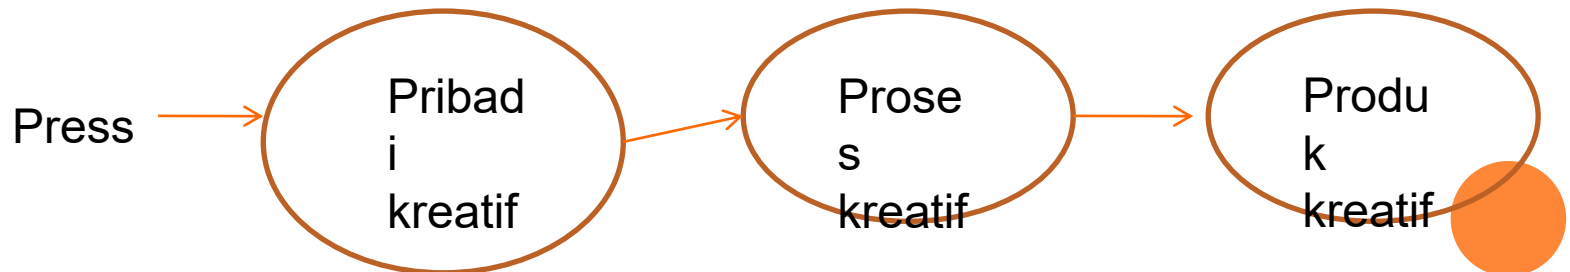 Press
Pribad
i
kreatif
Prose
s
kreatif
Produ
k
kreatif